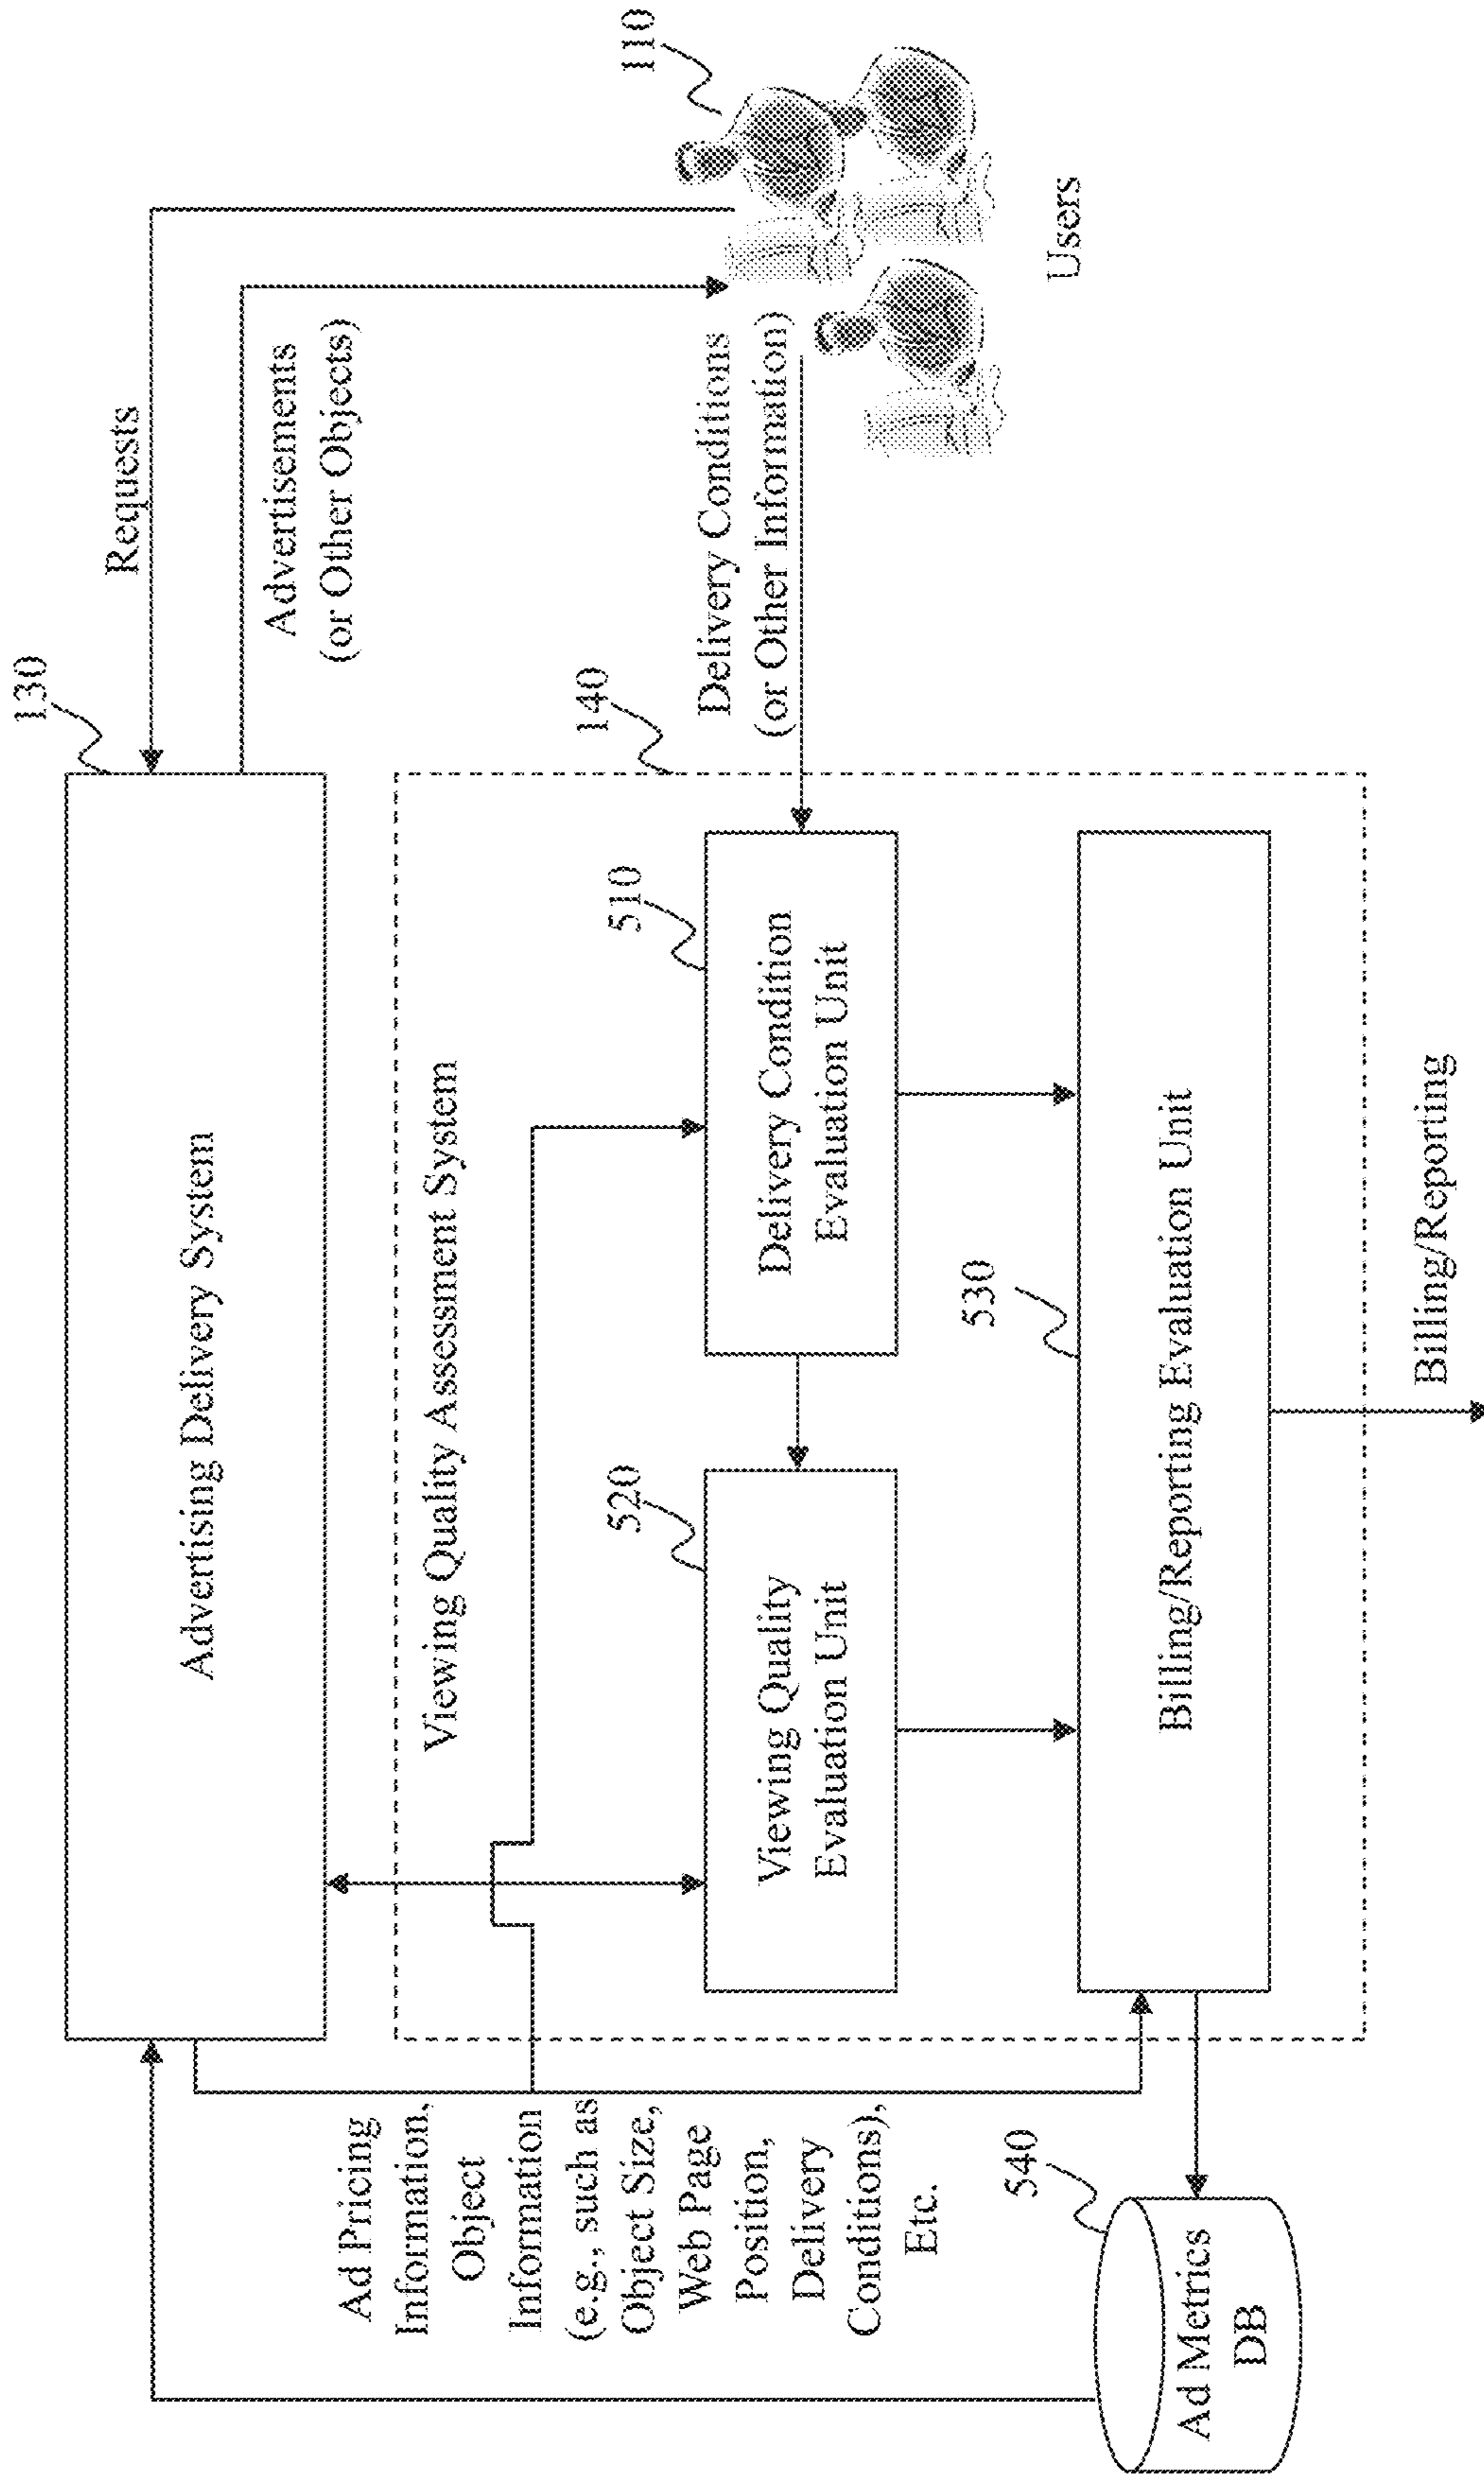 130
Advertising Delivery System
Requests
Advertisements
(or Other Objects)
110
Users
140
Viewing Quality Assessment System
Delivery Conditions
(or Other Information)
Ad Pricing
Information,
Object
Information
(e.g., such as
Object Size,
Web Page
Position,
Delivery
Conditions),
Etc.
520
Viewing Quality
Evaluation Unit
510
Delivery Condition
Evaluation Unit
530
Billing/Reporting Evaluation Unit
540
Ad Metrics
DB
Billing/Reporting